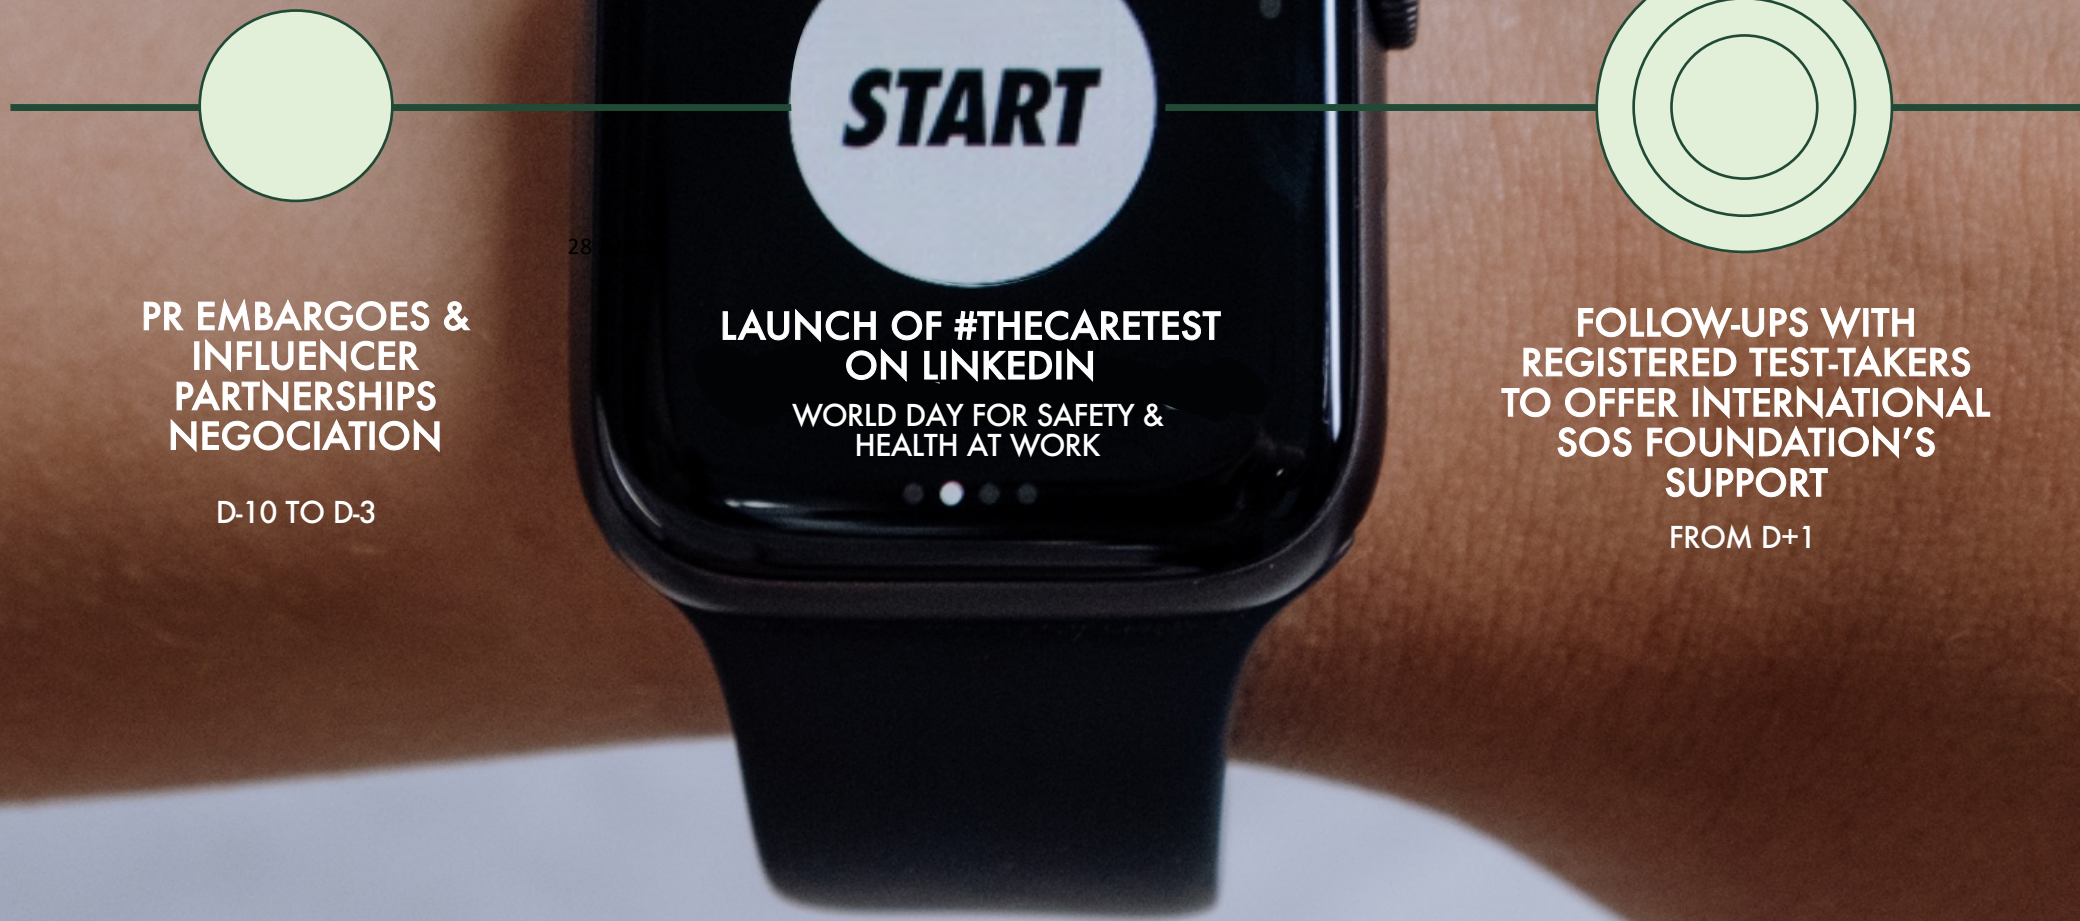 START
28
PR EMBARGOES &
INFLUENCER
PARTNERSHIPS
NEGOCIATION
D-10 TO D-3
LAUNCH OF #THECARETEST
ON LINKEDIN
WORLD DAY FOR SAFETY &
HEALTH AT WORK
FOLLOW-UPS WITH
REGISTERED TEST-TAKERS
TO OFFER INTERNATIONAL
SOS FOUNDATION’S
SUPPORT
FROM D+1